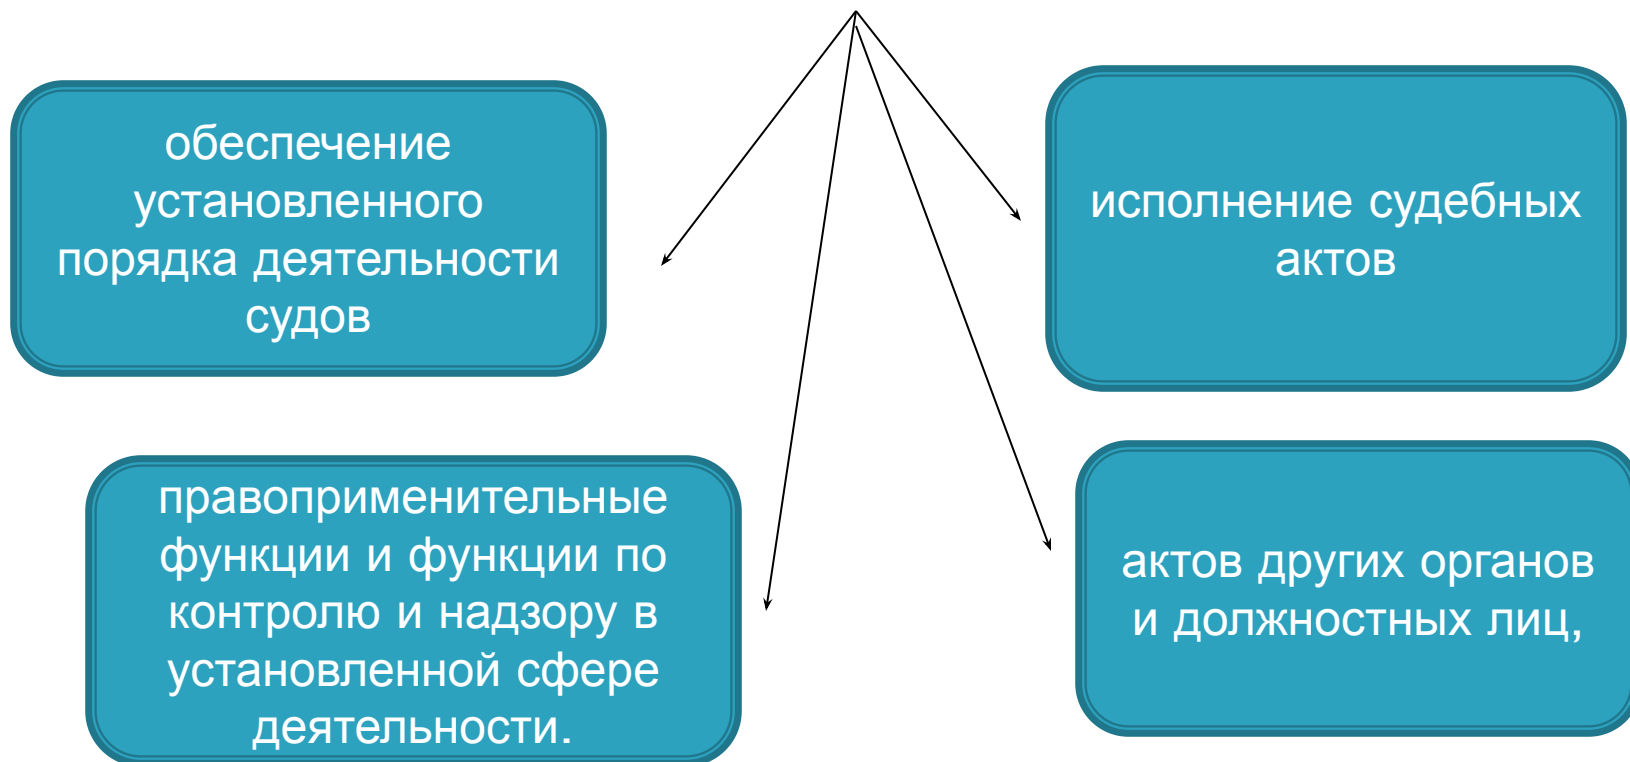 обеспечение
установленного
порядка деятельности
судов
исполнение судебных
актов
правоприменительные
функции и функции по
контролю и надзору в
установленной сфере
деятельности.
актов других органов
и должностных лиц,